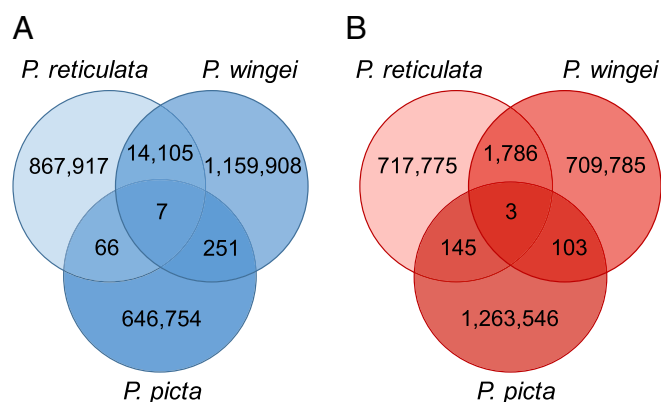 A
B
P. reticulata
P. wingei
P. reticulata
P. wingei
867,917
14,105
1,159,908
717,775
1,786
709,785
7
3
66
251
145
103
646,754
1,263,546
P. picta
P. picta